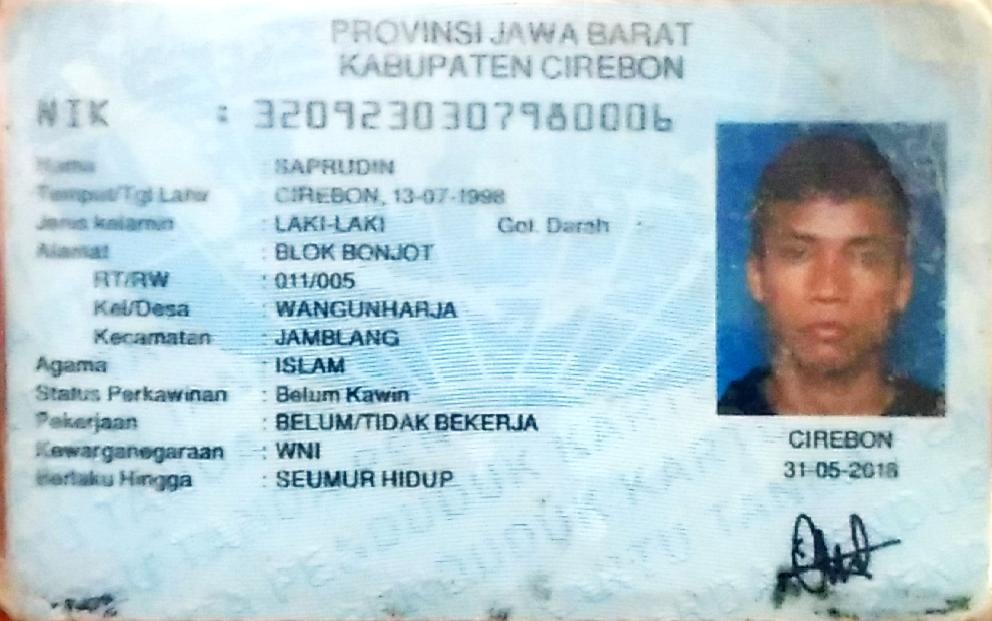 PROVINSI JAWA BARAT
KABUPATEN CIREBON
NIK : 3209230307980006
Nama : SAPRUDIN
Tempat/Tgl Lahir : CIREBON, 13-07-1998
Jenis kelamin : LAKI-LAKI Gol. Darah : -
Alamat : BLOK BONJOT
RT/RW : 011/005
Kel/Desa : WANGUNHARJA
Kecamatan : JAMBLANG
Agama : ISLAM
Status Perkawinan : Belum Kawin
Pekerjaan : BELUM/TIDAK BEKERJA
Kewarganegaraan : WNI
Berlaku Hingga : SEUMUR HIDUP
CIREBON
31-05-2018